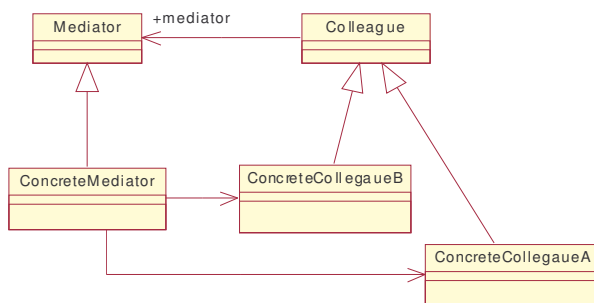 Mediator
+mediator
Colleague
ConcreteMediator
ConcreteCollegaueB
ConcreteCollegaueA